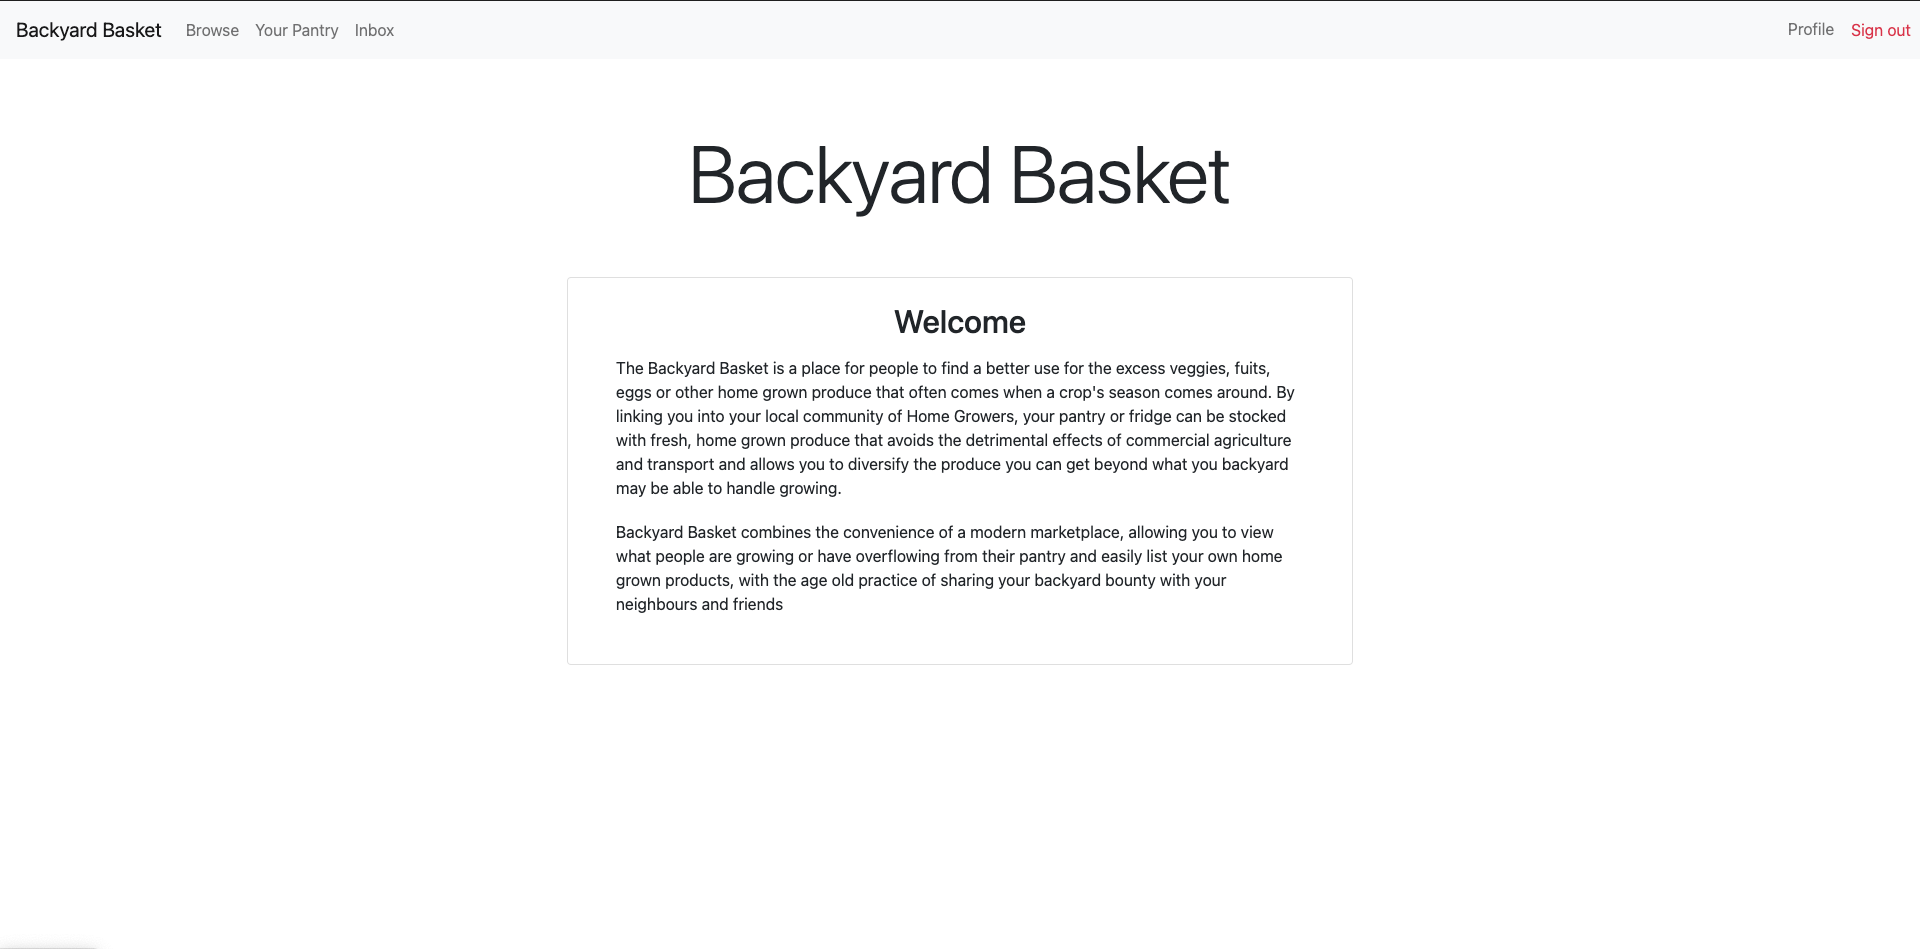 Backyard Basket Browse Your Pantry Inbox Profile Sign out
Backyard Basket
Welcome
The Backyard Basket is a place for people to find a better use for the excess veggies, fuits,
eggs or other home grown produce that often comes when a crop's season comes around. By
linking you into your local community of Home Growers, your pantry or fridge can be stocked
with fresh, home grown produce that avoids the detrimental effects of commercial agriculture
and transport and allows you to diversify the produce you can get beyond what you backyard
may be able to handle growing.
Backyard Basket combines the convenience of a modern marketplace, allowing you to view
what people are growing or have overflowing from their pantry and easily list your own home
grown products, with the age old practice of sharing your backyard bounty with your
neighbours and friends